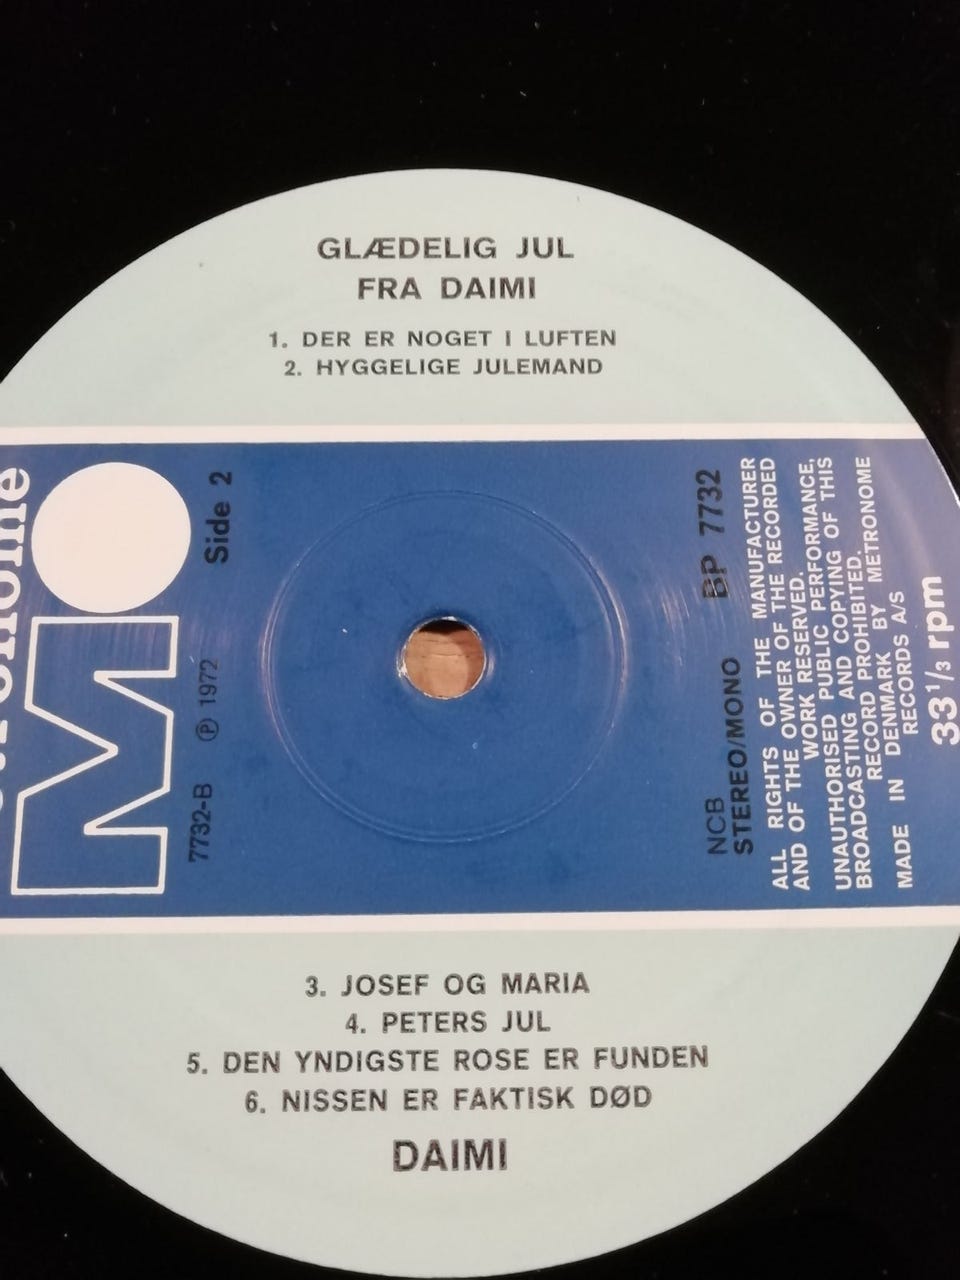 GLÆDELIG JUL
FRA DAIMI
1. DER ER NOGET I LUFTEN
2. HYGGELIGE JULEMAND
M
7732-B ℗ 1972 Side 2
NCB
STEREO/MONO BP 7732
ALL RIGHTS OF THE MANUFACTURER
AND OF THE OWNER OF THE RECORDED
WORK RESERVED.
UNAUTHORISED PUBLIC PERFORMANCE,
BROADCASTING AND COPYING OF THIS
RECORD PROHIBITED.
MADE IN DENMARK BY METRONOME
RECORDS A/S
33 1/3 rpm
3. JOSEF OG MARIA
4. PETERS JUL
5. DEN YNDIGSTE ROSE ER FUNDEN
6. NISSEN ER FAKTISK DØD
DAIMI